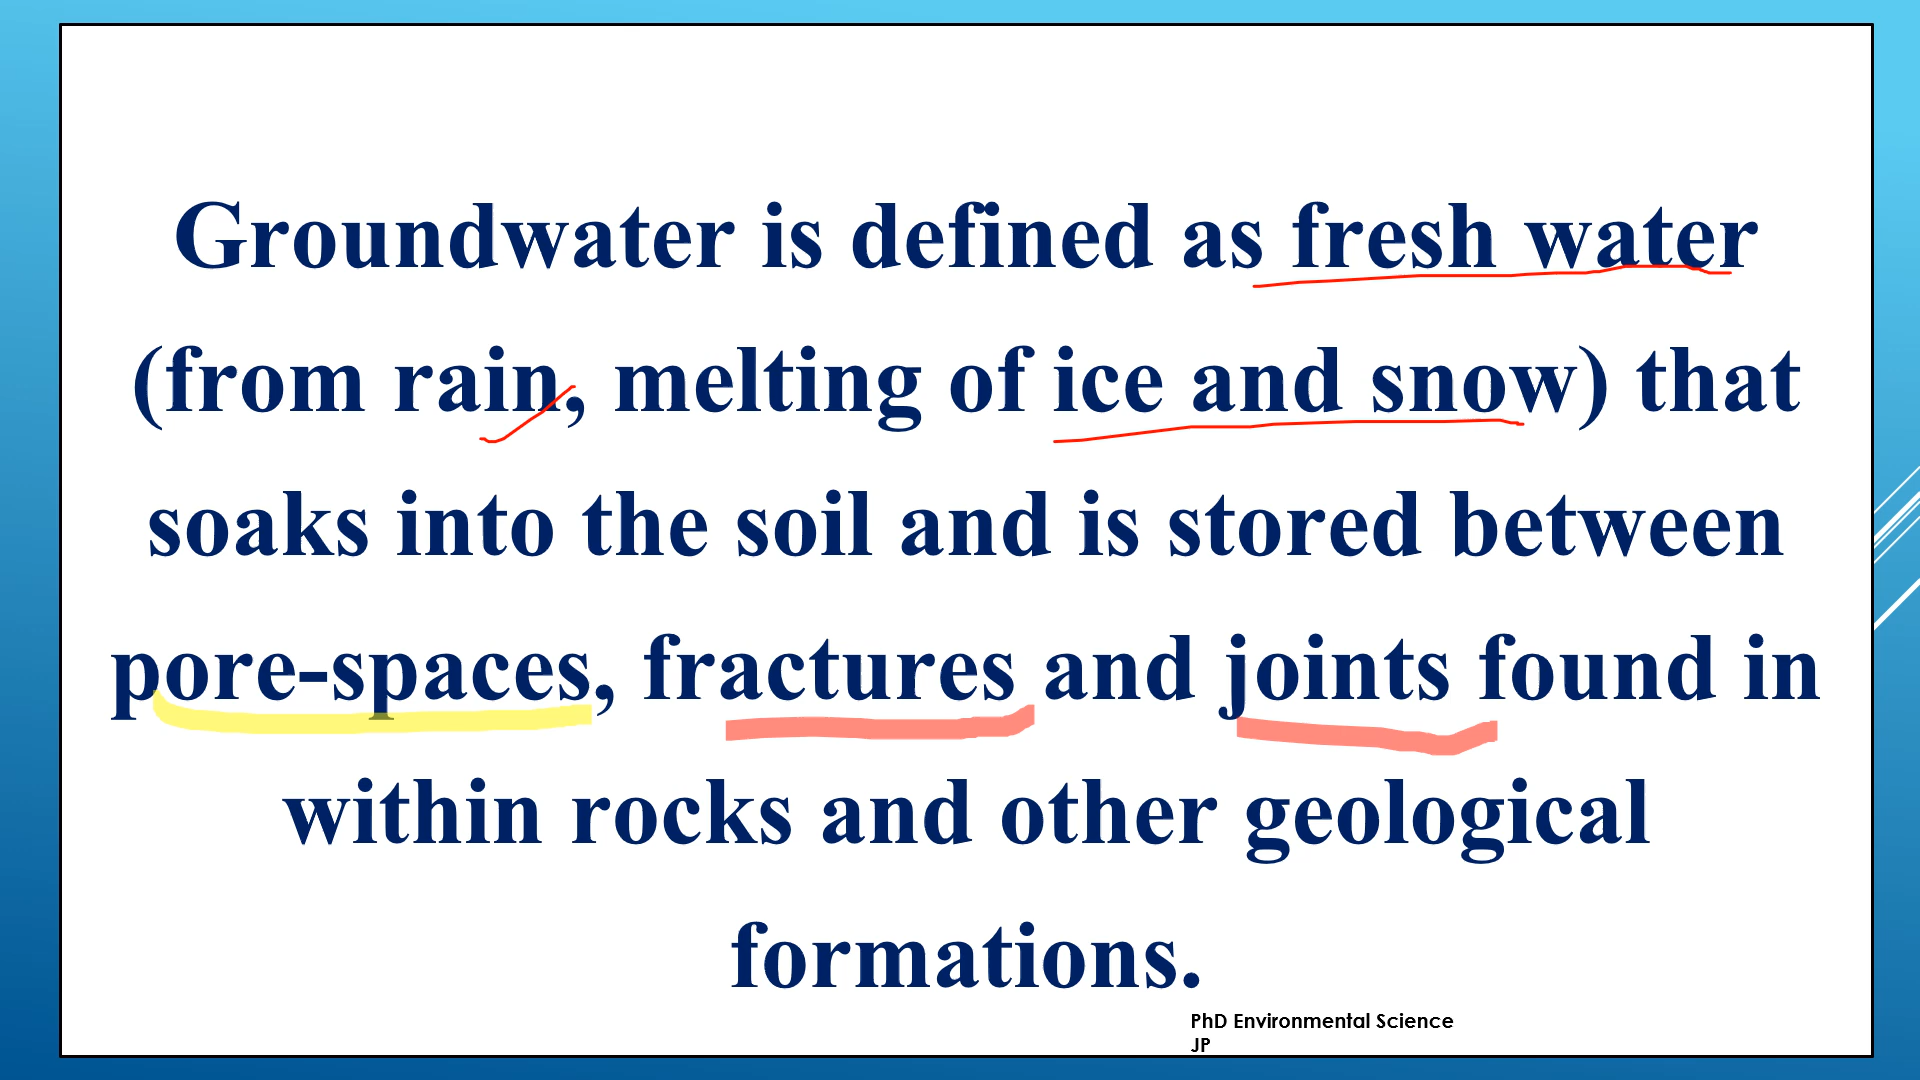 Groundwater is defined as fresh water
(from rain, melting of ice and snow) that
soaks into the soil and is stored between
pore-spaces, fractures and joints found in
within rocks and other geological
formations.
PhD Environmental Science
JP